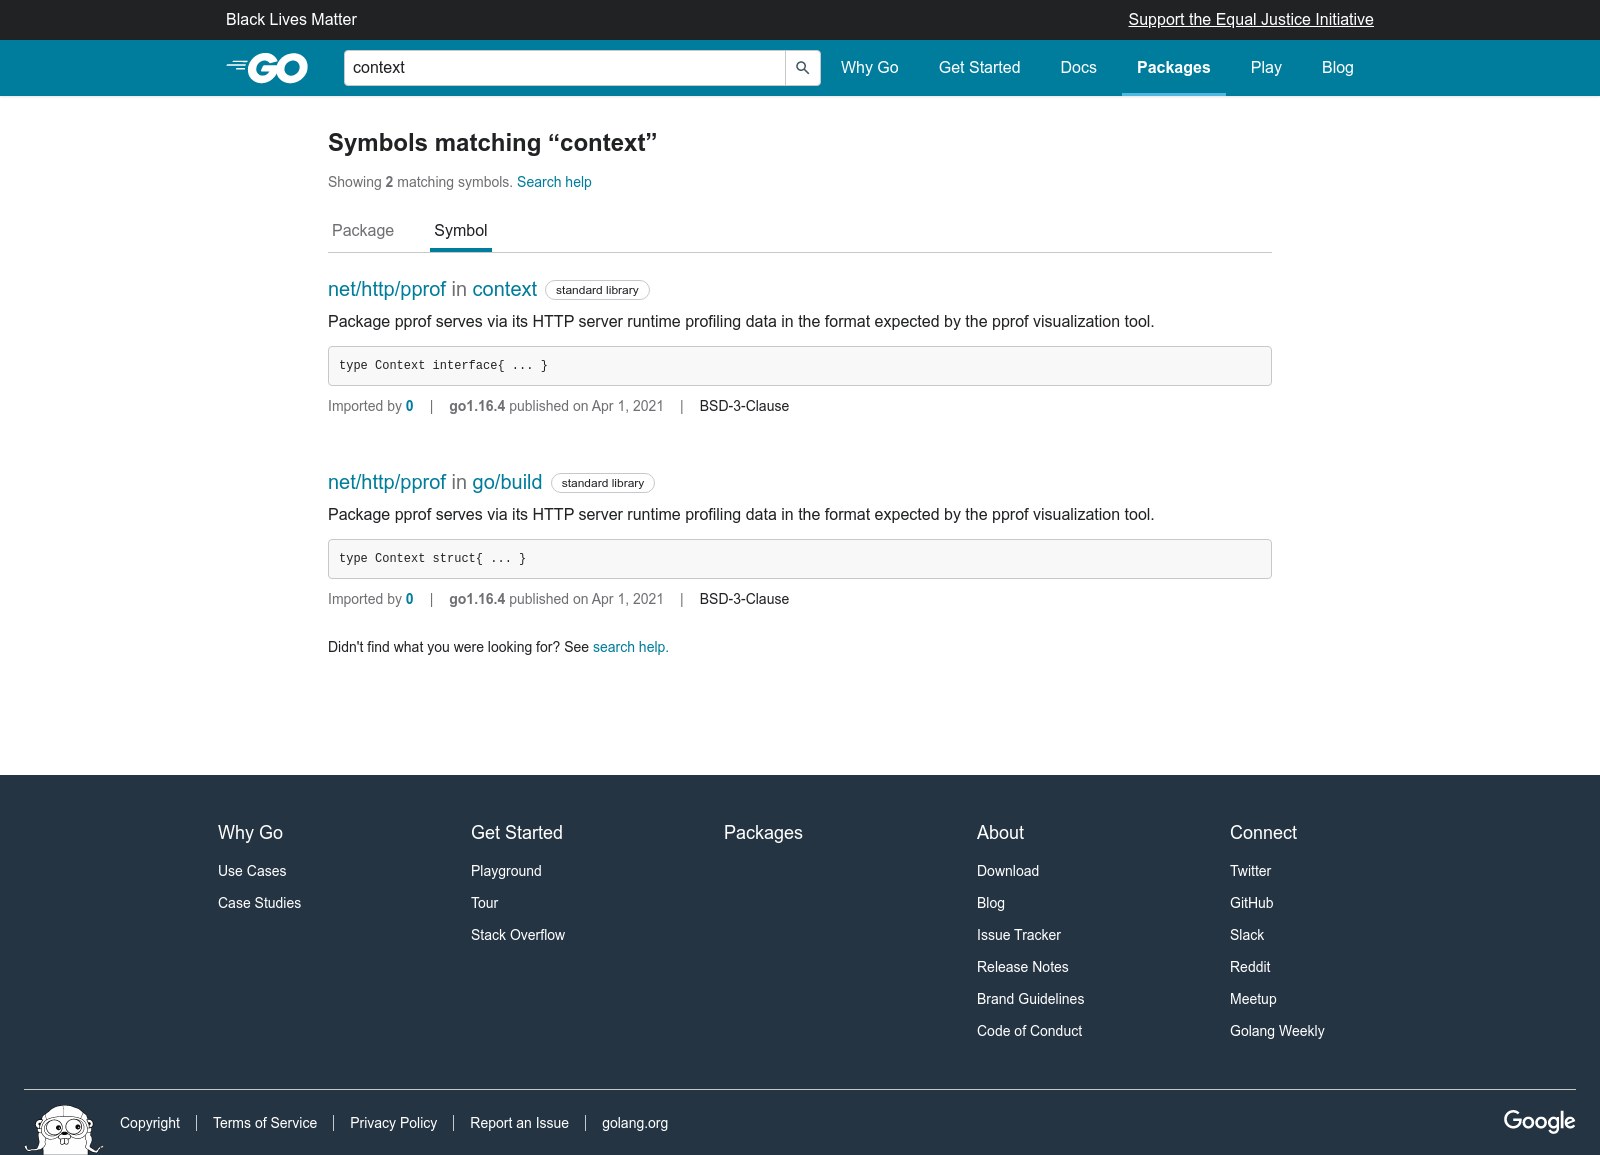 Black Lives Matter
Support the Equal Justice Initiative
GO
context
Why Go
Get Started
Docs
Packages
Play
Blog
Symbols matching “context”
Showing 2 matching symbols. Search help
Package
Symbol
net/http/pprof in context standard library
Package pprof serves via its HTTP server runtime profiling data in the format expected by the pprof visualization tool.
type Context interface{ ... }
Imported by 0 | go1.16.4 published on Apr 1, 2021 | BSD-3-Clause
net/http/pprof in go/build standard library
Package pprof serves via its HTTP server runtime profiling data in the format expected by the pprof visualization tool.
type Context struct{ ... }
Imported by 0 | go1.16.4 published on Apr 1, 2021 | BSD-3-Clause
Didn't find what you were looking for? See search help.
Why Go
Use Cases
Case Studies
Get Started
Playground
Tour
Stack Overflow
Packages
About
Download
Blog
Issue Tracker
Release Notes
Brand Guidelines
Code of Conduct
Connect
Twitter
GitHub
Slack
Reddit
Meetup
Golang Weekly
Copyright
Terms of Service
Privacy Policy
Report an Issue
golang.org
Google